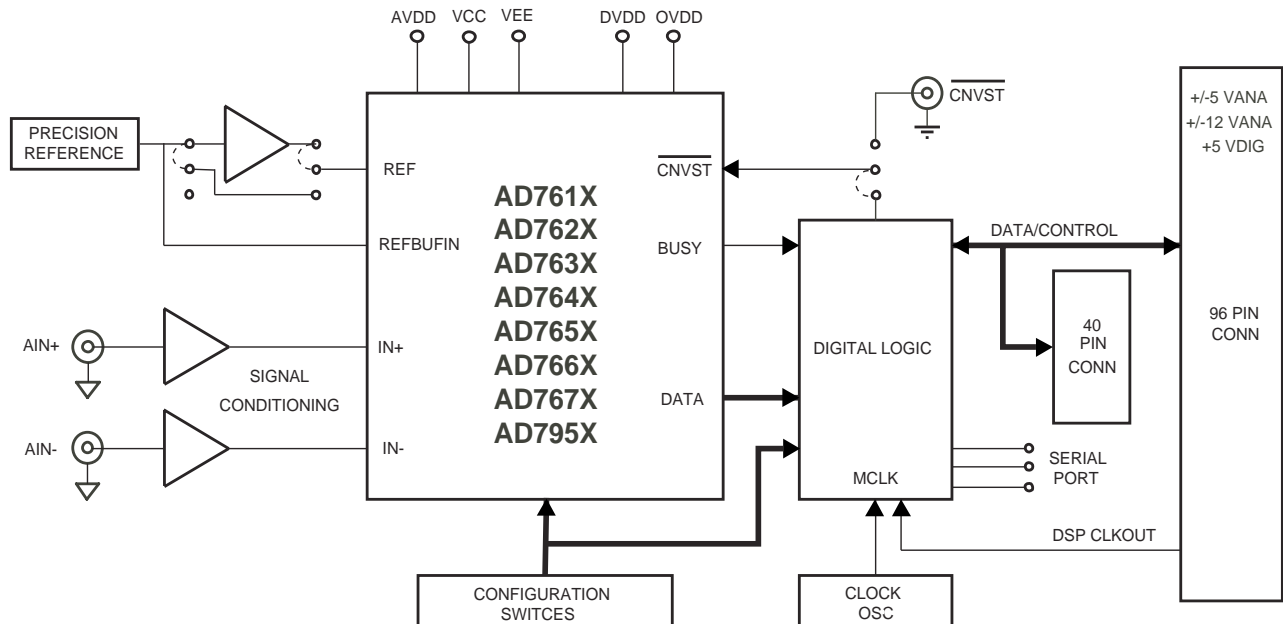 AVDD VCC VEE DVDD OVDD
CNVST
PRECISION
REFERENCE
+/-5 VANA
+/-12 VANA
+5 VDIG
REF
CNVST
REFBUFIN
BUSY
AD761X
AD762X
AD763X
AD764X
AD765X
AD766X
AD767X
AD795X
DATA/CONTROL
AIN+
IN+
SIGNAL
CONDITIONING
DIGITAL LOGIC
40
PIN
CONN
96 PIN
CONN
DATA
AIN-
IN-
MCLK
SERIAL
PORT
DSP CLKOUT
CONFIGURATION
SWITCES
CLOCK
OSC